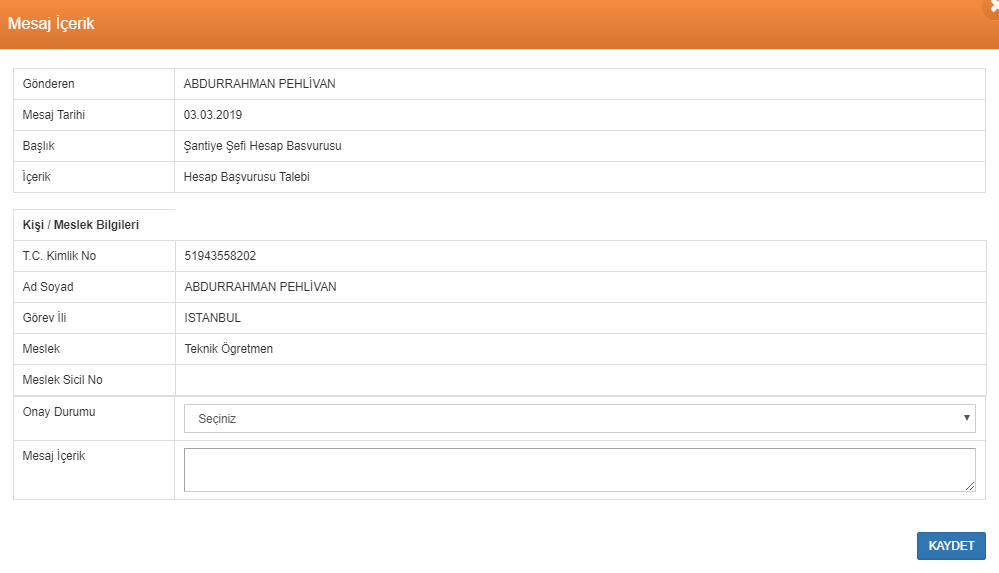 Mesaj İçerik
Gönderen ABDURRAHMAN PEHLİVAN
Mesaj Tarihi 03.03.2019
Başlık Şantiye Şefi Hesap Basvurusu
İçerik Hesap Başvurusu Talebi
Kişi / Meslek Bilgileri
T.C. Kimlik No 51943558202
Ad Soyad ABDURRAHMAN PEHLİVAN
Görev İli ISTANBUL
Meslek Teknik Ögretmen
Meslek Sicil No
Onay Durumu Seçiniz
Mesaj İçerik
KAYDET